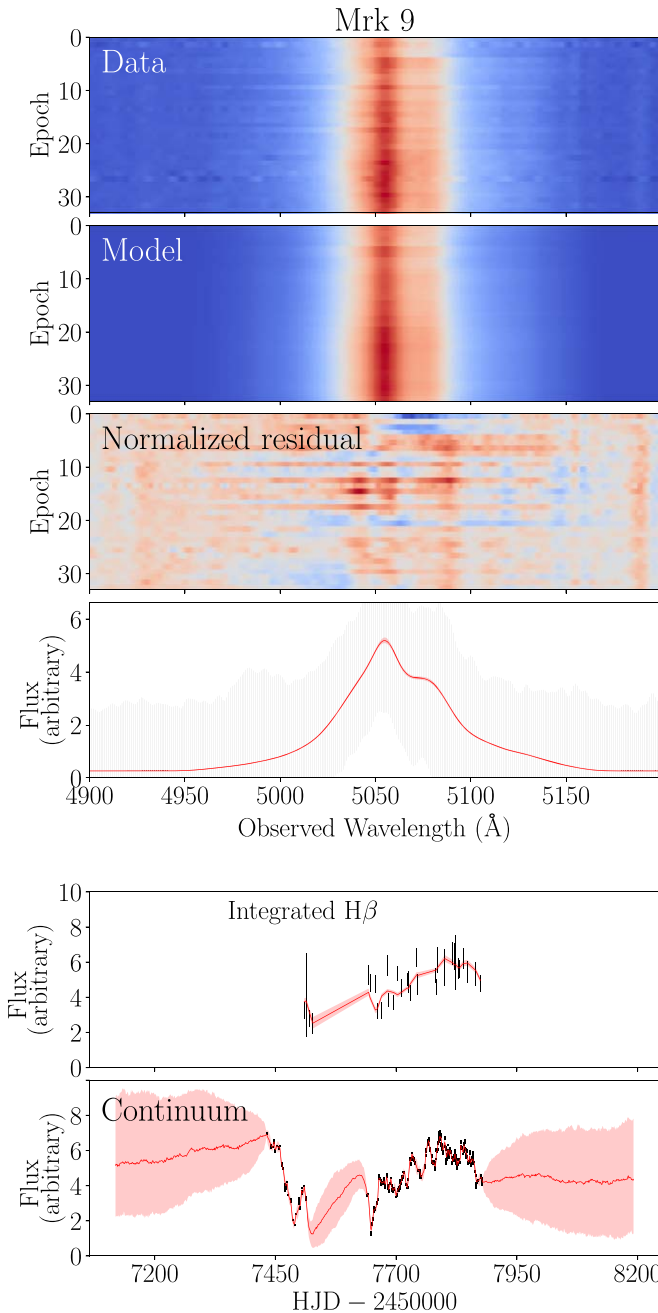 Mrk 9
0
Data
10
20
30
Epoch
0
Model
10
20
30
Epoch
0
Normalized residual
10
20
30
Epoch
6
4
2
0
Flux
(arbitrary)
4900 4950 5000 5050 5100 5150
Observed Wavelength (Å)
10
Integrated Hβ
8
6
4
2
0
Flux
(arbitrary)
Continuum
8
6
4
2
0
Flux
(arbitrary)
7200 7450 7700 7950 8200
HJD − 2450000